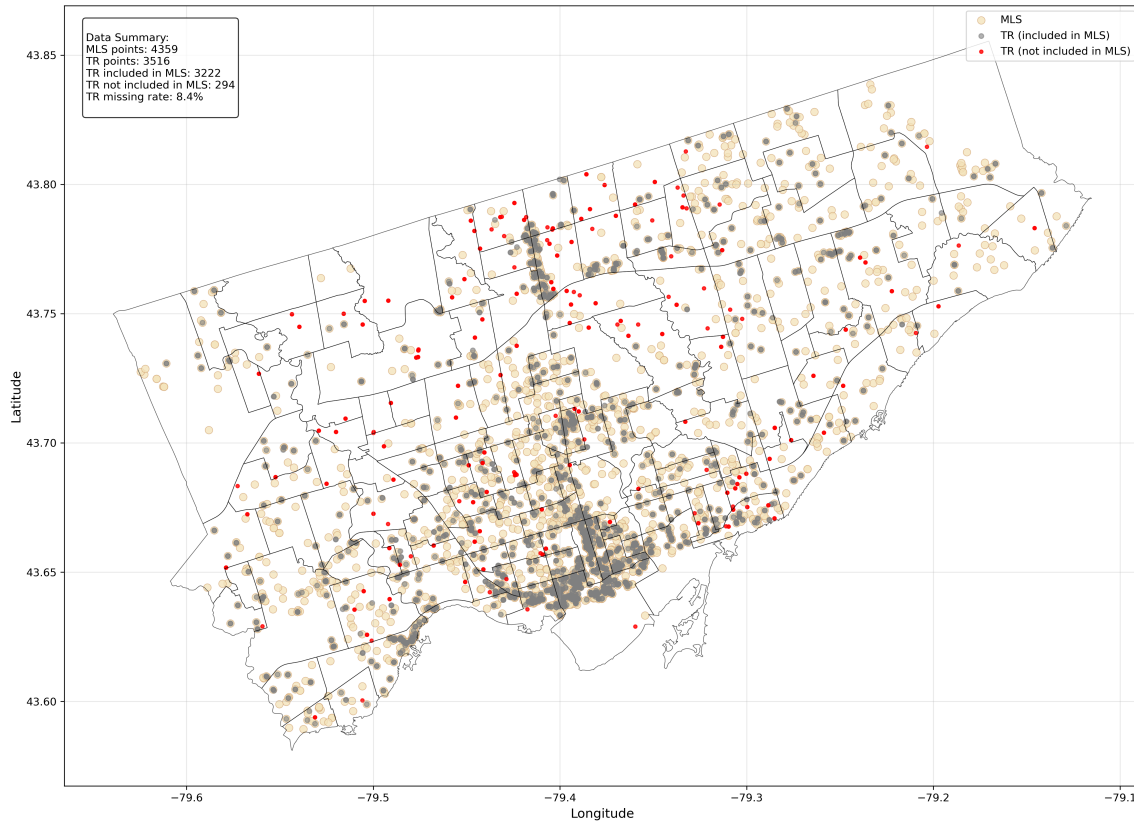 Data Summary:
MLS points: 4359
TR points: 3516
TR included in MLS: 3222
TR not included in MLS: 294
TR missing rate: 8.4%
MLS
TR (included in MLS)
TR (not included in MLS)
43.85
43.80
43.75
43.70
43.65
43.60
Latitude
−79.6
−79.5
−79.4
−79.3
−79.2
−79.1
Longitude